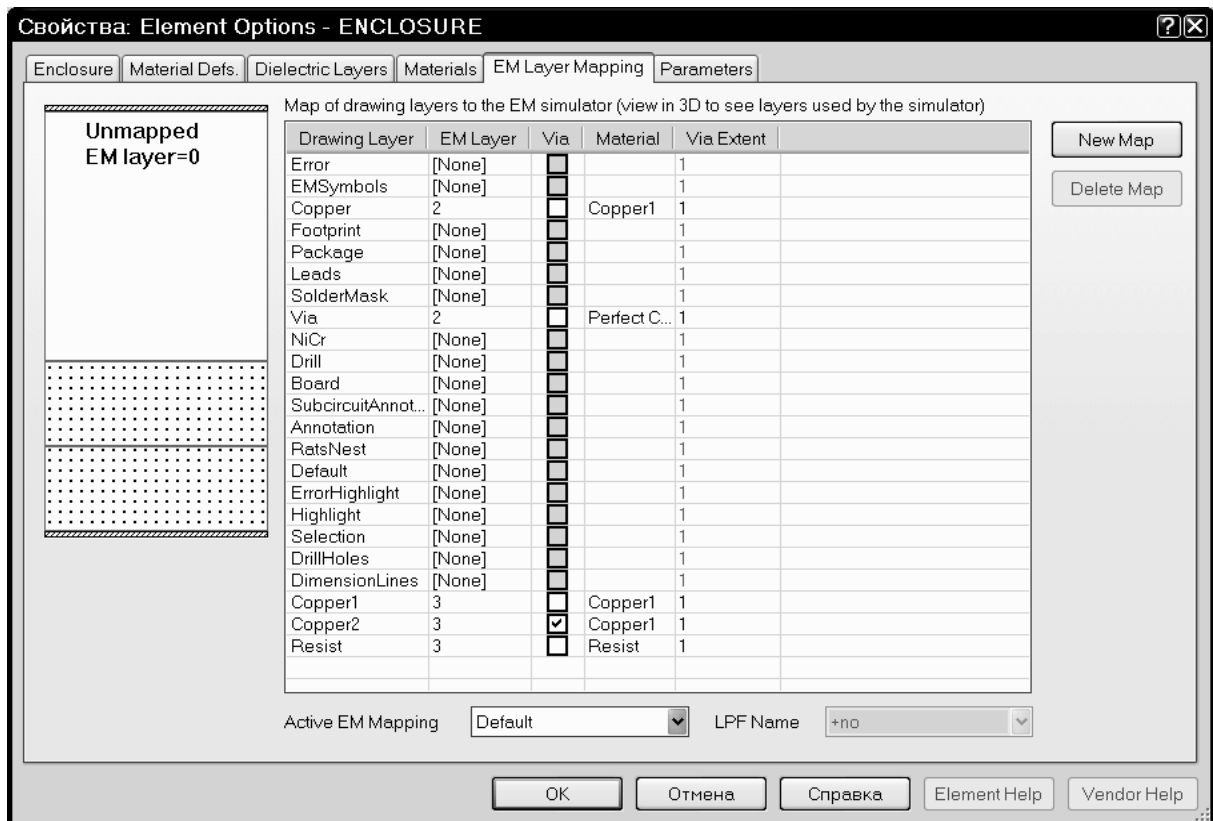 Свойства: Element Options - ENCLOSURE
Enclosure Material Defs. Dielectric Layers Materials EM Layer Mapping Parameters
Map of drawing layers to the EM simulator (view in 3D to see layers used by the simulator)
Unmapped
EM layer=0
Drawing Layer EM Layer Via Material Via Extent
Error [None] 1
EMSymbols [None] 1
Copper 2 Copper1 1
Footprint [None] 1
Package [None] 1
Leads [None] 1
SolderMask [None] 1
Via 2 Perfect C... 1
NiCr [None] 1
Drill [None] 1
Board [None] 1
SubcircuitAnnot... [None] 1
Annotation [None] 1
RatsNest [None] 1
Default [None] 1
ErrorHighlight [None] 1
Highlight [None] 1
Selection [None] 1
DrillHoles [None] 1
DimensionLines [None] 1
Copper1 3 Copper1 1
Copper2 3 Copper1 1
Resist 3 Resist 1
New Map
Delete Map
Active EM Mapping Default LPF Name +no
OK Отмена Справка Element Help Vendor Help